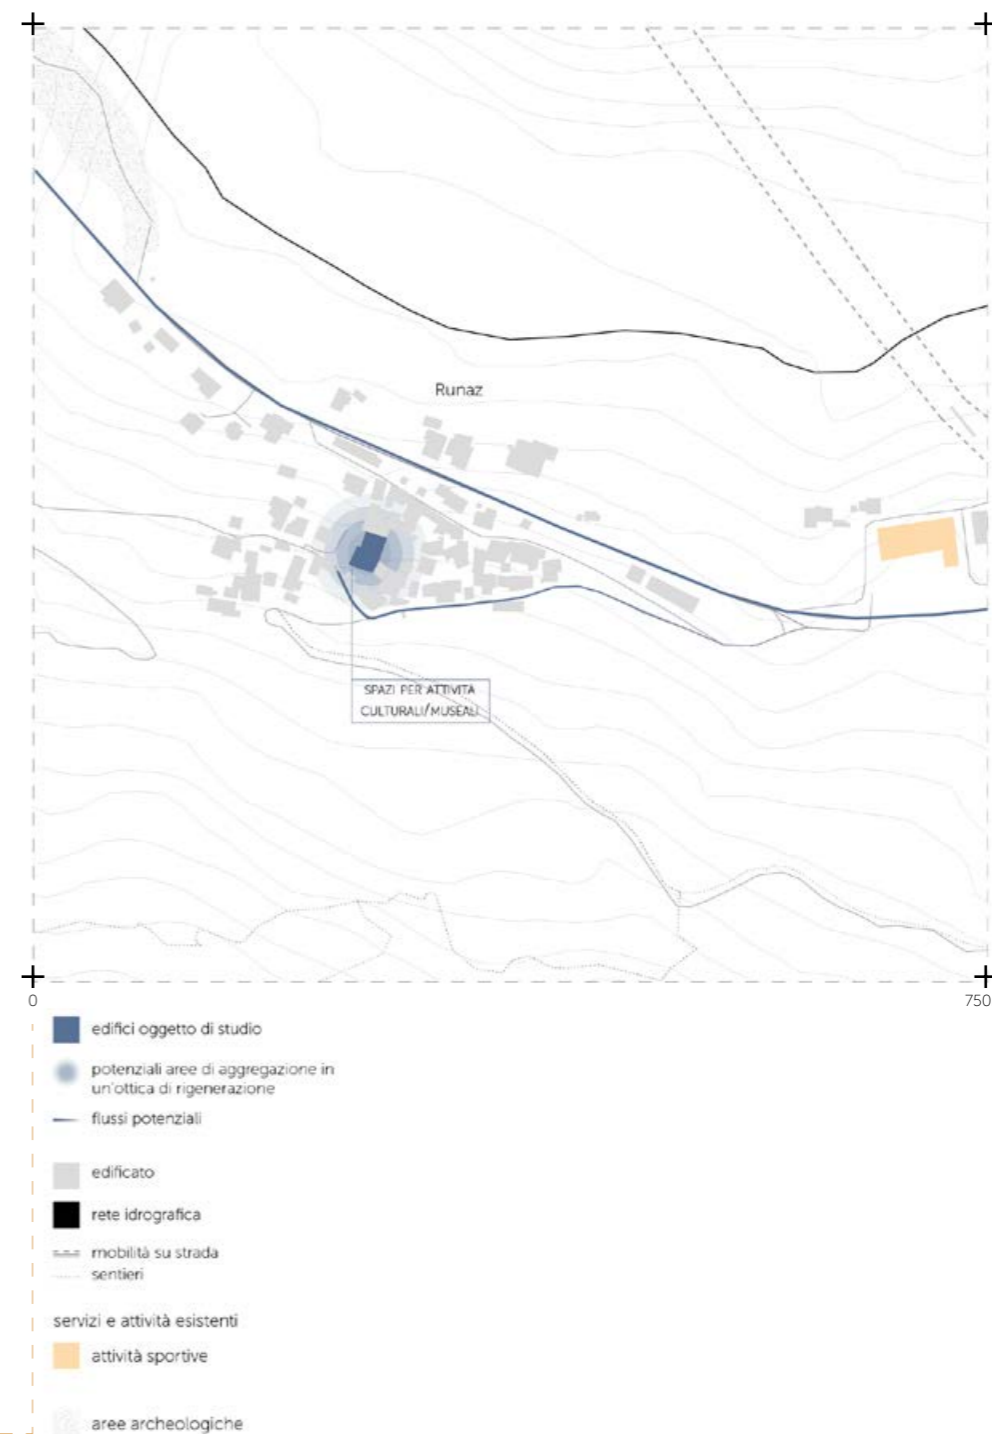 Runaz
SPAZI PER ATTIVITÀ
CULTURALI/MUSEALI
0
750
edifici oggetto di studio
potenziali aree di aggregazione in
un'ottica di rigenerazione
flussi potenziali
edificato
rete idrografica
mobilità su strada
sentieri
servizi e attività esistenti
attività sportive
aree archeologiche